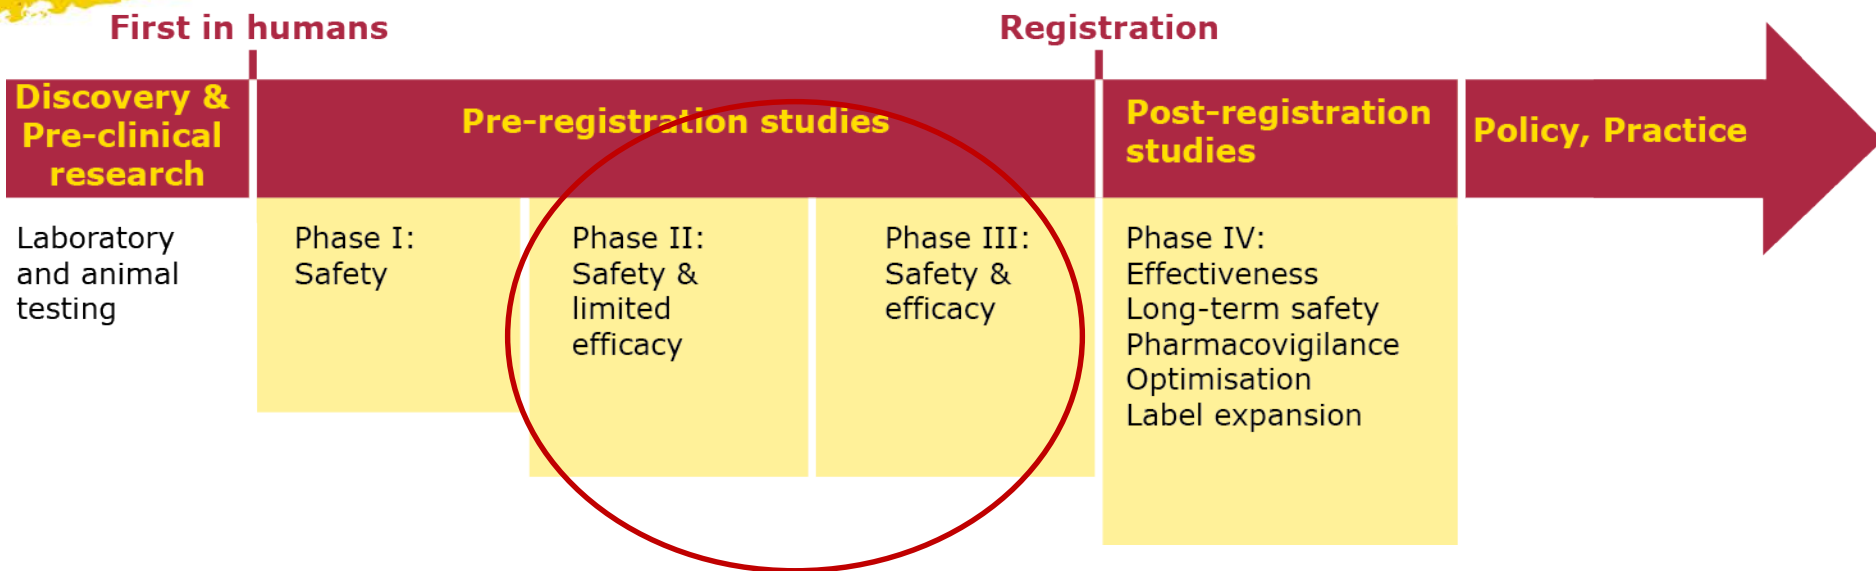 First in humans
Registration
Discovery &
Pre-clinical
research
Pre-registration studies
Post-registration
studies
Policy, Practice
Laboratory
and animal
testing
Phase I:
Safety
Phase II:
Safety &
limited
efficacy
Phase III:
Safety &
efficacy
Phase IV:
Effectiveness
Long-term safety
Pharmacovigilance
Optimisation
Label expansion